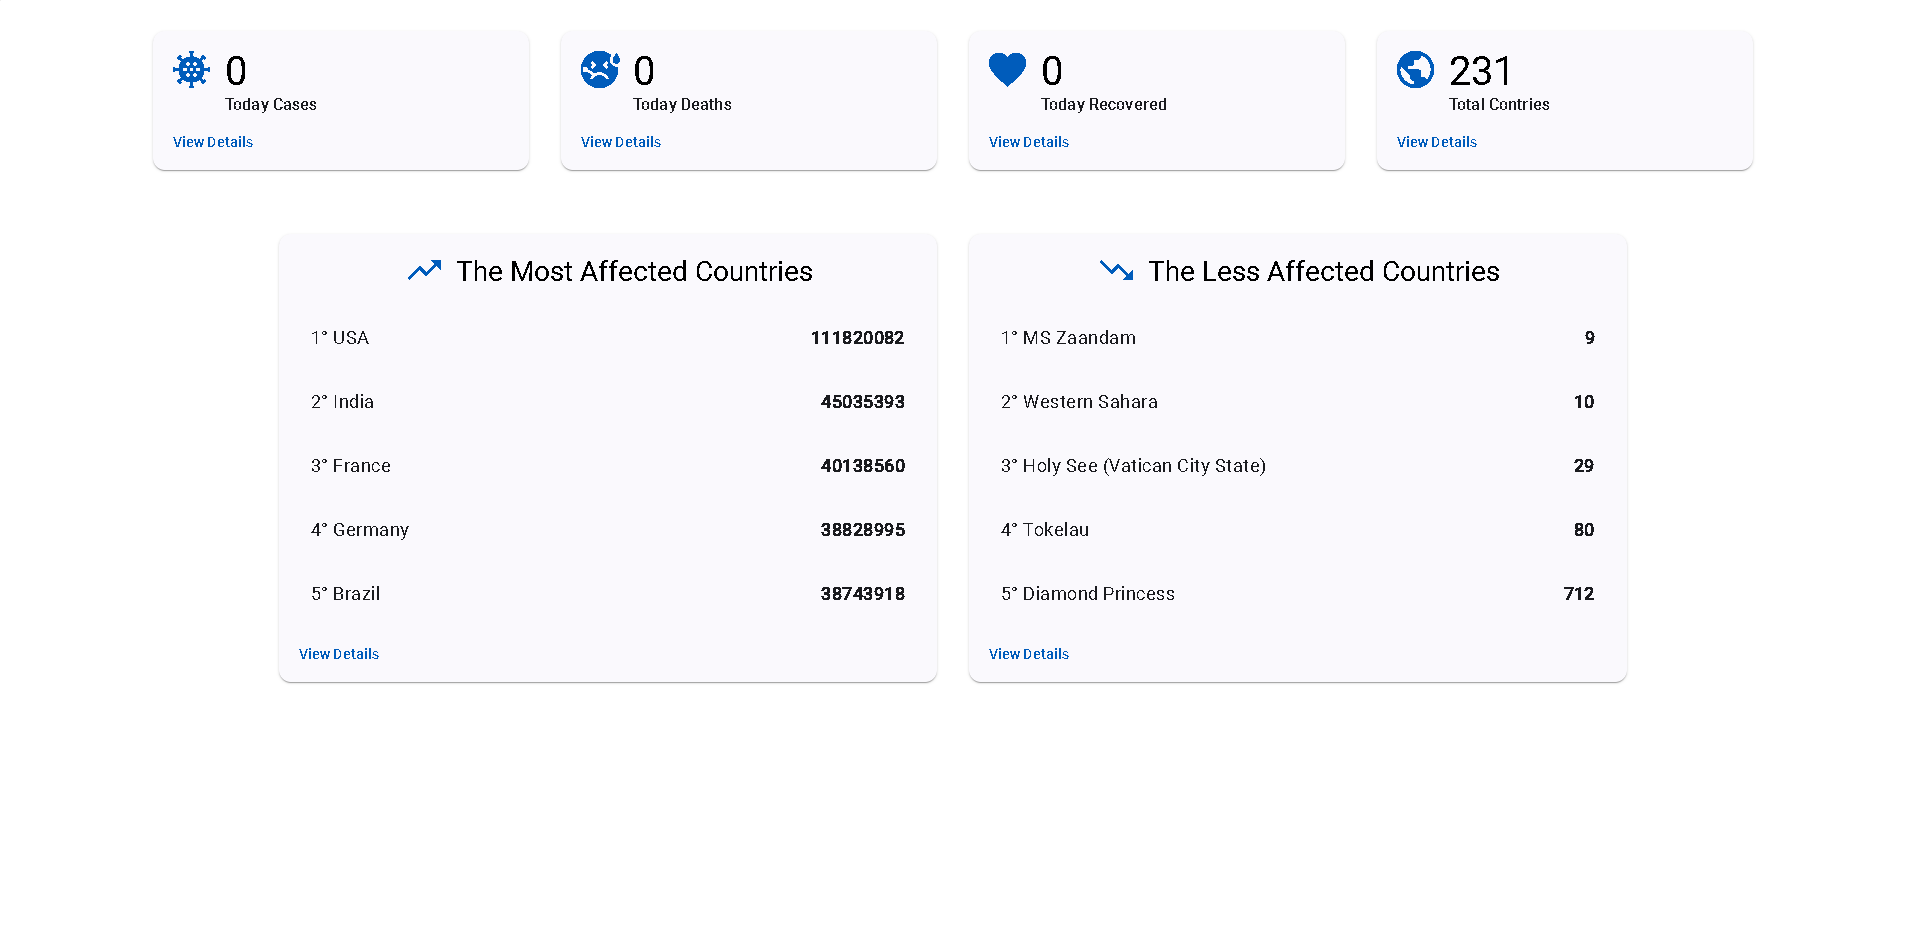 0
Today Cases
View Details
0
Today Deaths
View Details
0
Today Recovered
View Details
231
Total Contries
View Details
The Most Affected Countries
1° USA 111820082
2° India 45035393
3° France 40138560
4° Germany 38828995
5° Brazil 38743918
View Details
The Less Affected Countries
1° MS Zaandam 9
2° Western Sahara 10
3° Holy See (Vatican City State) 29
4° Tokelau 80
5° Diamond Princess 712
View Details